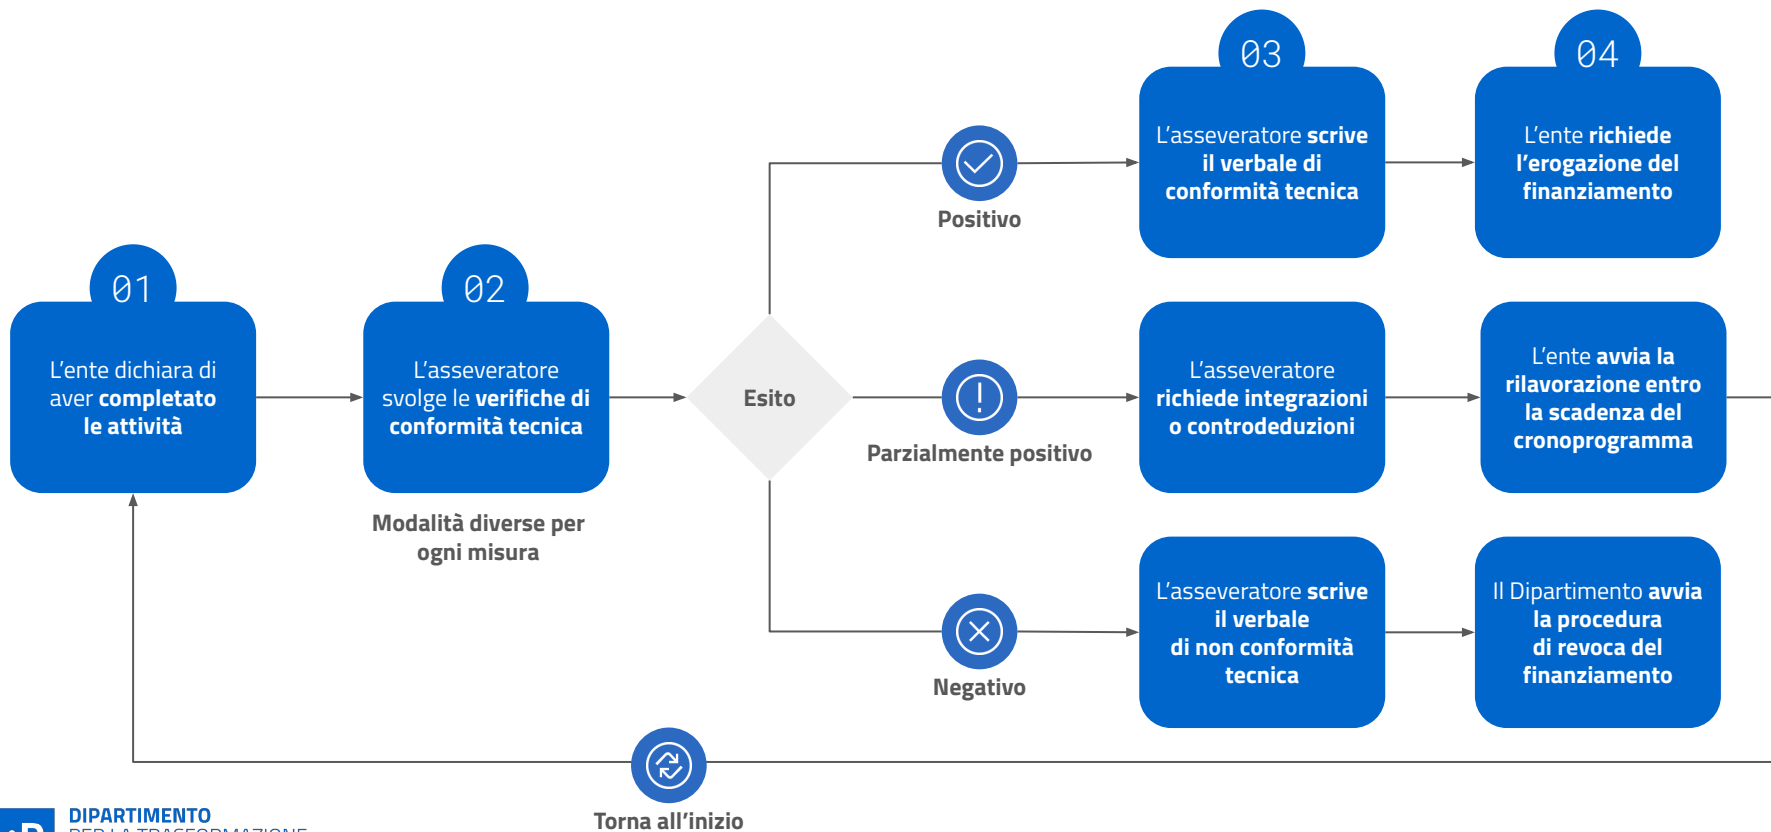 01
L'ente dichiara di
aver completato
le attività
02
L'asseveratore
svolge le verifiche di
conformità tecnica
Modalità diverse per
ogni misura
Esito
Positivo
03
L'asseveratore scrive
il verbale di
conformità tecnica
04
L'ente richiede
l'erogazione del
finanziamento
Parzialmente positivo
L'asseveratore
richiede integrazioni
o controdeduzioni
L'ente avvia la
rilavorazione entro
la scadenza del
cronoprogramma
Negativo
L'asseveratore scrive
il verbale
di non conformità
tecnica
Il Dipartimento avvia
la procedura
di revoca del
finanziamento
Torna all'inizio
DIPARTIMENTO
PER LA TRASFORMAZIONE